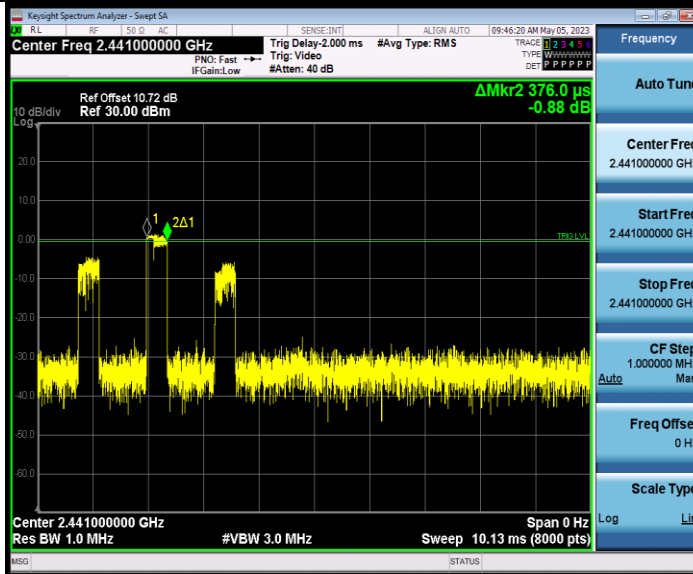 Keysight Spectrum Analyzer - Swept SA
RL RF 50 Ω AC SENSE:INT ALIGN AUTO 09:46:20 AM May 05, 2023
Center Freq 2.441000000 GHz
PNO: Fast
IFGain:Low
Trig Delay-2.000 ms
Trig: Video
#Atten: 40 dB
#Avg Type: RMS
TRACE 1 2 3 4 5 6
TYPE W
DET P P P P P P
ΔMkr2 376.0 µs
-0.88 dB
Ref Offset 10.72 dB
10 dB/div Ref 30.00 dBm
Log
20.0
10.0
0.00
-10.0
-20.0
-30.0
-40.0
-50.0
-60.0
1
2Δ1
TRIG LVL
Center 2.441000000 GHz Span 0 Hz
Res BW 1.0 MHz #VBW 3.0 MHz Sweep 10.13 ms (8000 pts)
MSG STATUS
Frequency
Auto Tune
Center Freq
2.441000000 GHz
Start Freq
2.441000000 GHz
Stop Freq
2.441000000 GHz
CF Step
1.000000 MHz
Auto Man
Freq Offset
0 Hz
Scale Type
Log Lin